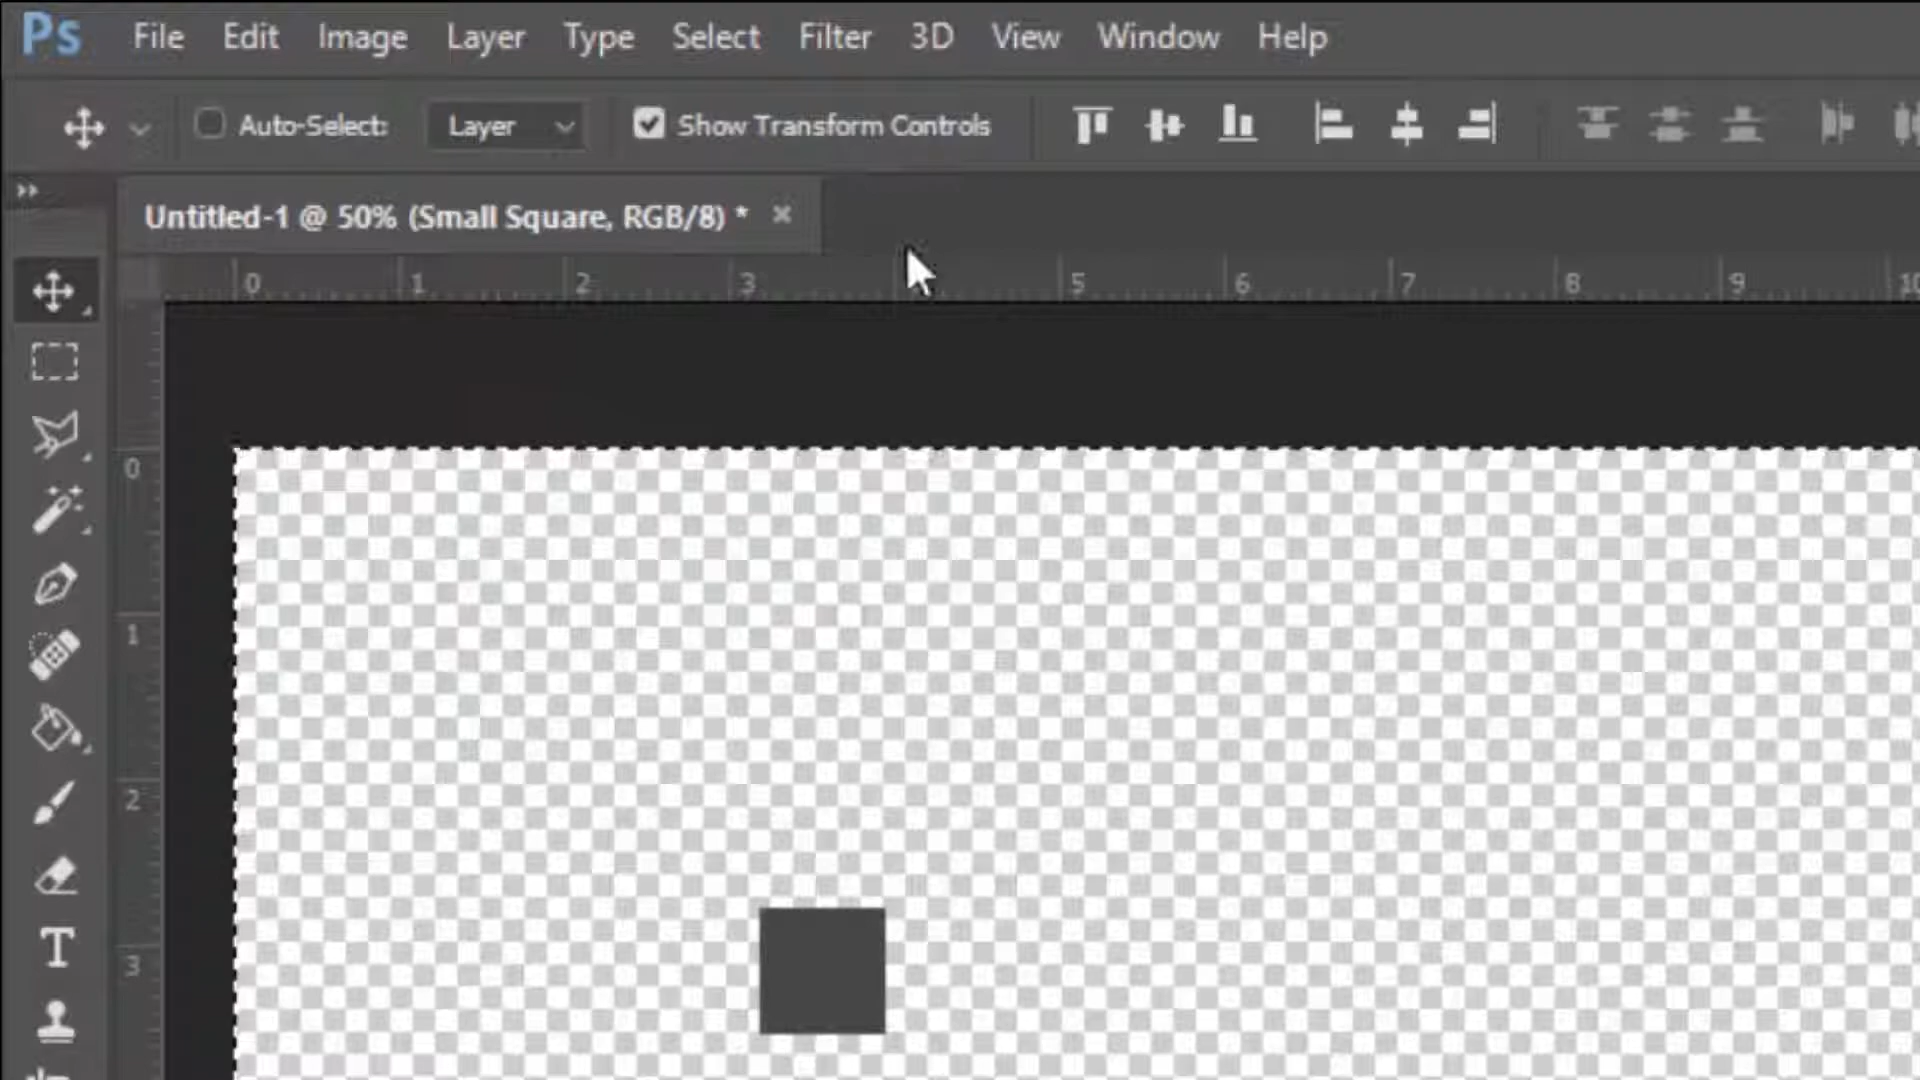 Ps File Edit Image Layer Type Select Filter 3D View Window Help
Auto-Select: Layer Show Transform Controls
Untitled-1 @ 50% (Small Square, RGB/8) * ×
0 1 2 3 5 6 7 8 9 10
0
1
2
3
T